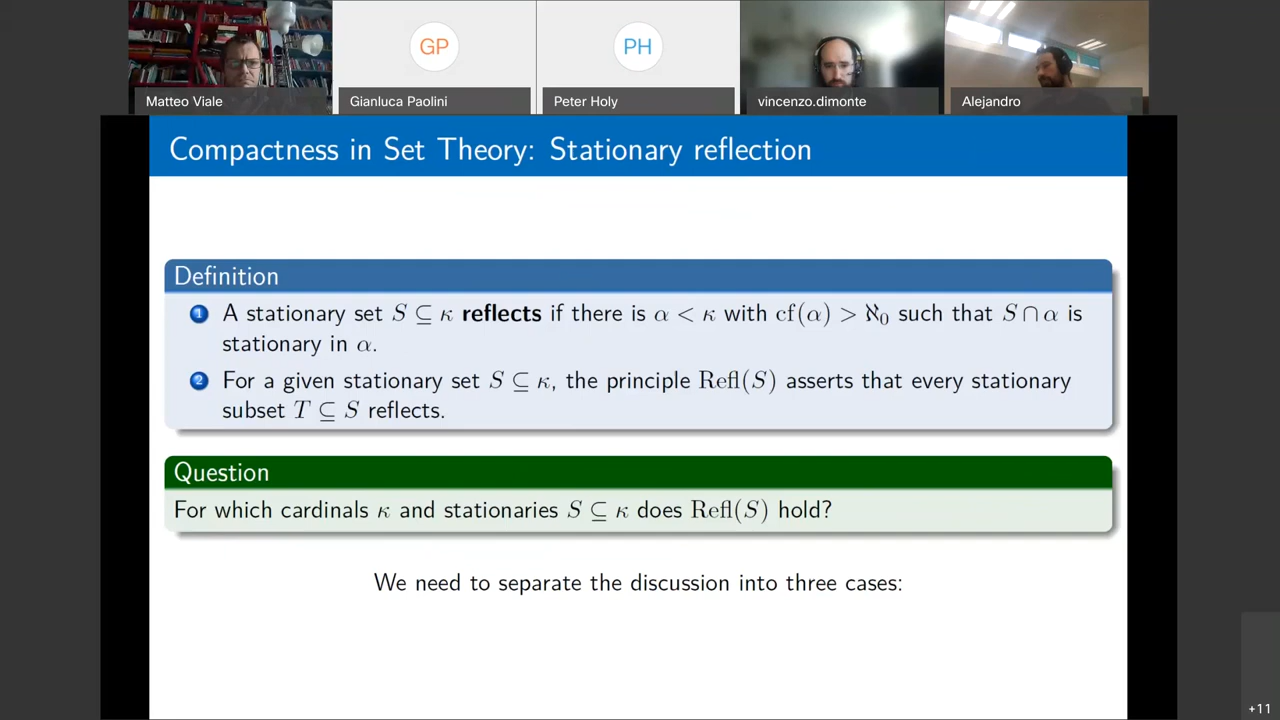 GP
PH
Matteo Viale
Gianluca Paolini
Peter Holy
vincenzo.dimonte
Alejandro
Compactness in Set Theory: Stationary reflection
Definition
1 A stationary set S ⊆ κ reflects if there is α < κ with cf(α) > ℵ₀ such that S ∩ α is
stationary in α.
2 For a given stationary set S ⊆ κ, the principle Refl(S) asserts that every stationary
subset T ⊆ S reflects.
Question
For which cardinals κ and stationaries S ⊆ κ does Refl(S) hold?
We need to separate the discussion into three cases:
+11